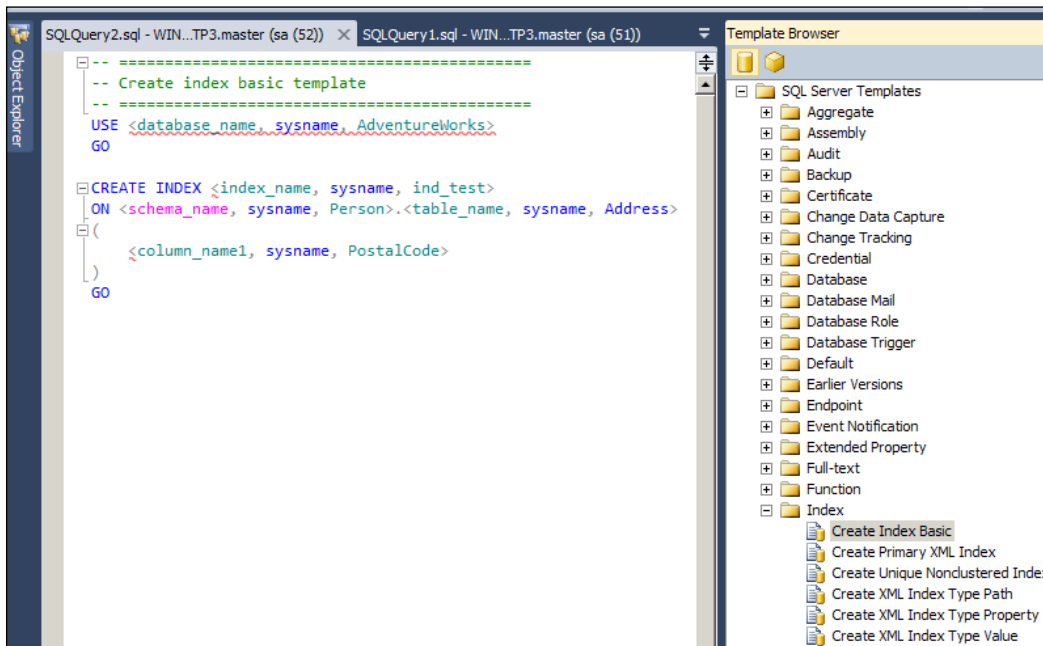 SQLQuery2.sql - WIN...TP3.master (sa (52)) SQLQuery1.sql - WIN...TP3.master (sa (51))
Object Explorer
-- =============================================
-- Create index basic template
-- =============================================
USE <database_name, sysname, AdventureWorks>
GO
CREATE INDEX <index_name, sysname, ind_test>
ON <schema_name, sysname, Person>.<table_name, sysname, Address>
(
<column_name1, sysname, PostalCode>
)
GO
Template Browser
SQL Server Templates
Aggregate
Assembly
Audit
Backup
Certificate
Change Data Capture
Change Tracking
Credential
Database
Database Mail
Database Role
Database Trigger
Default
Earlier Versions
Endpoint
Event Notification
Extended Property
Full-text
Function
Index
Create Index Basic
Create Primary XML Index
Create Unique Nonclustered Inde
Create XML Index Type Path
Create XML Index Type Property
Create XML Index Type Value